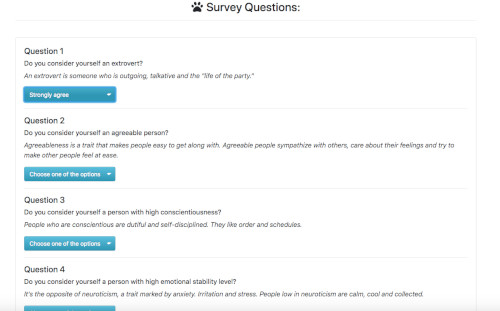 Survey Questions:
Question 1
Do you consider yourself an extrovert?
An extrovert is someone who is outgoing, talkative and the "life of the party."
Strongly agree
Question 2
Do you consider yourself an agreeable person?
Agreeableness is a trait that makes people easy to get along with. Agreeable people sympathize with others, care about their feelings and try to
make other people feel at ease.
Choose one of the options
Question 3
Do you consider yourself a person with high conscientiousness?
People who are conscientious are dutiful and self-disciplined. They like order and schedules.
Choose one of the options
Question 4
Do you consider yourself a person with high emotional stability level?
It's the opposite of neuroticism, a trait marked by anxiety. Irritation and stress. People low in neuroticism are calm, cool and collected.